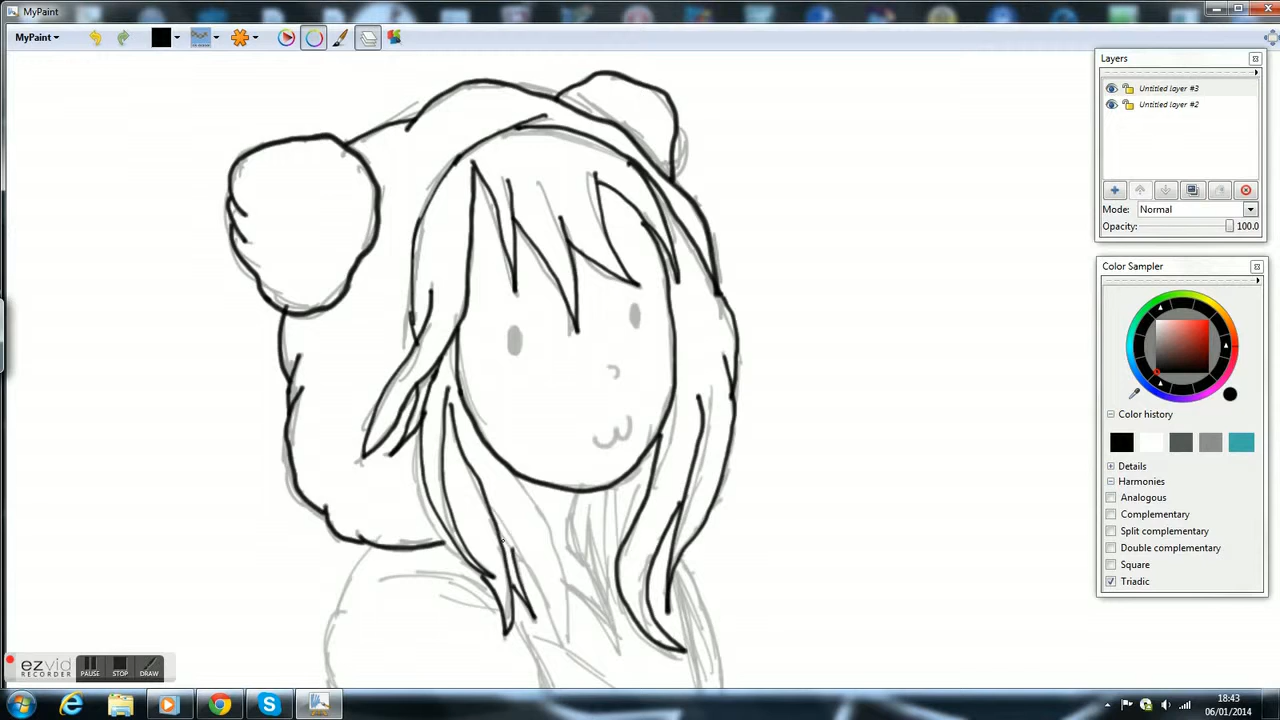 MyPaint
MyPaint
Layers
Untitled layer #3
Untitled layer #2
Mode: Normal
Opacity: 100.0
Color Sampler
Color history
Details
Harmonies
Analogous
Complementary
Split complementary
Double complementary
Square
Triadic
ezvid
RECORDER
PAUSE
STOP
DRAW
18:43
06/01/2014